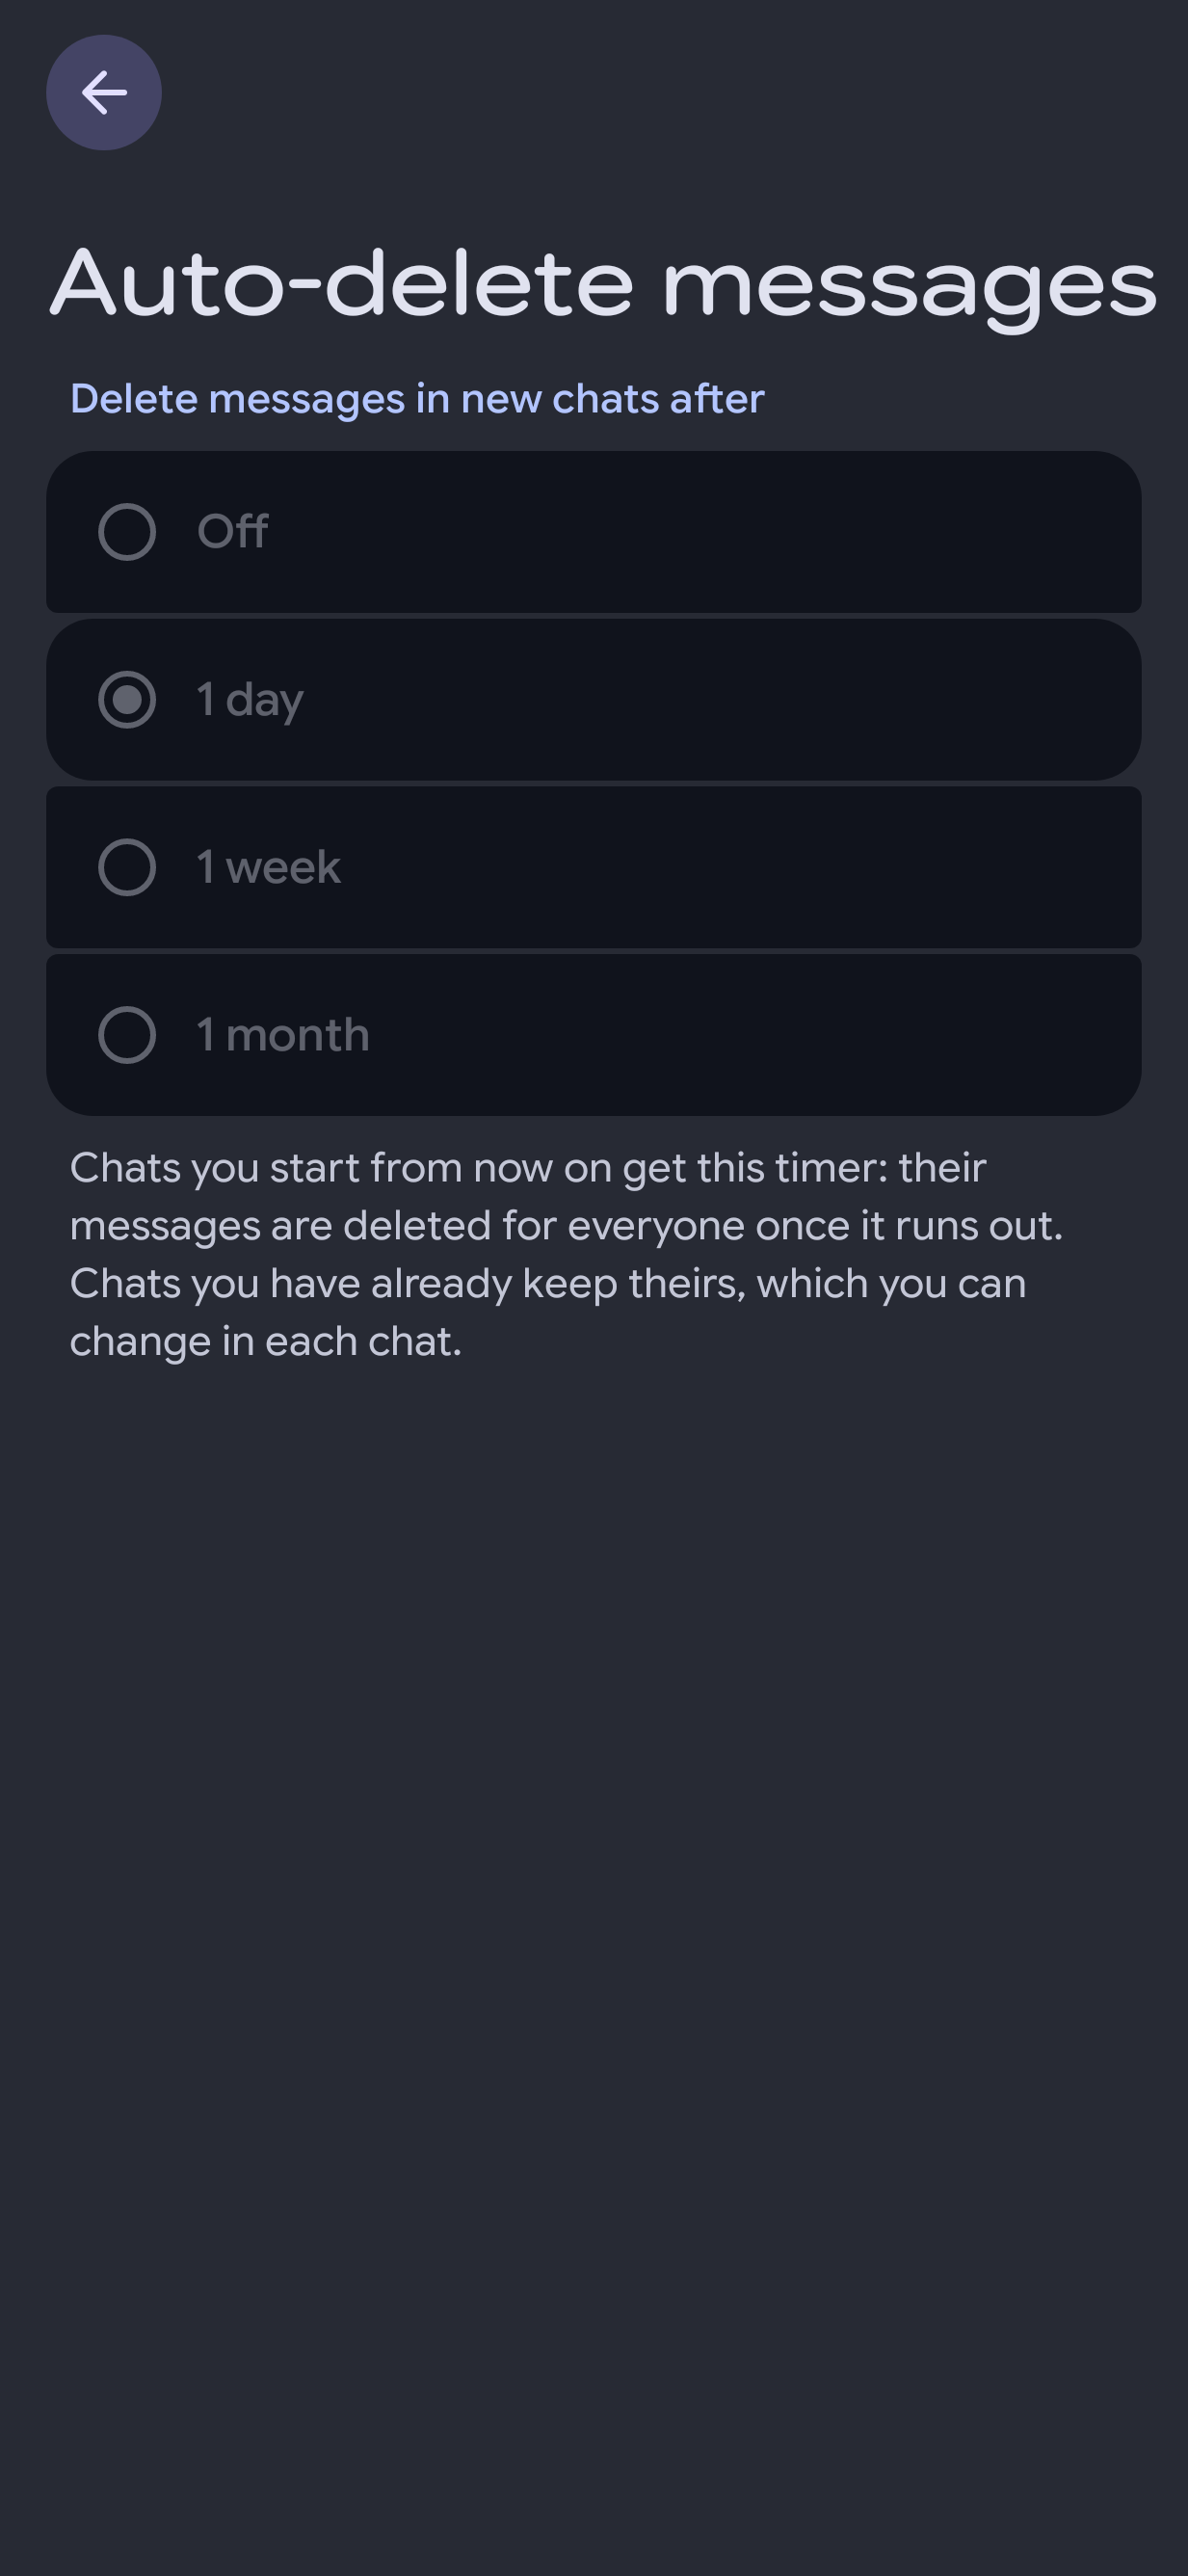 Auto-delete messages
Delete messages in new chats after
Off
1 day
1 week
1 month
Chats you start from now on get this timer: their
messages are deleted for everyone once it runs out.
Chats you have already keep theirs, which you can
change in each chat.